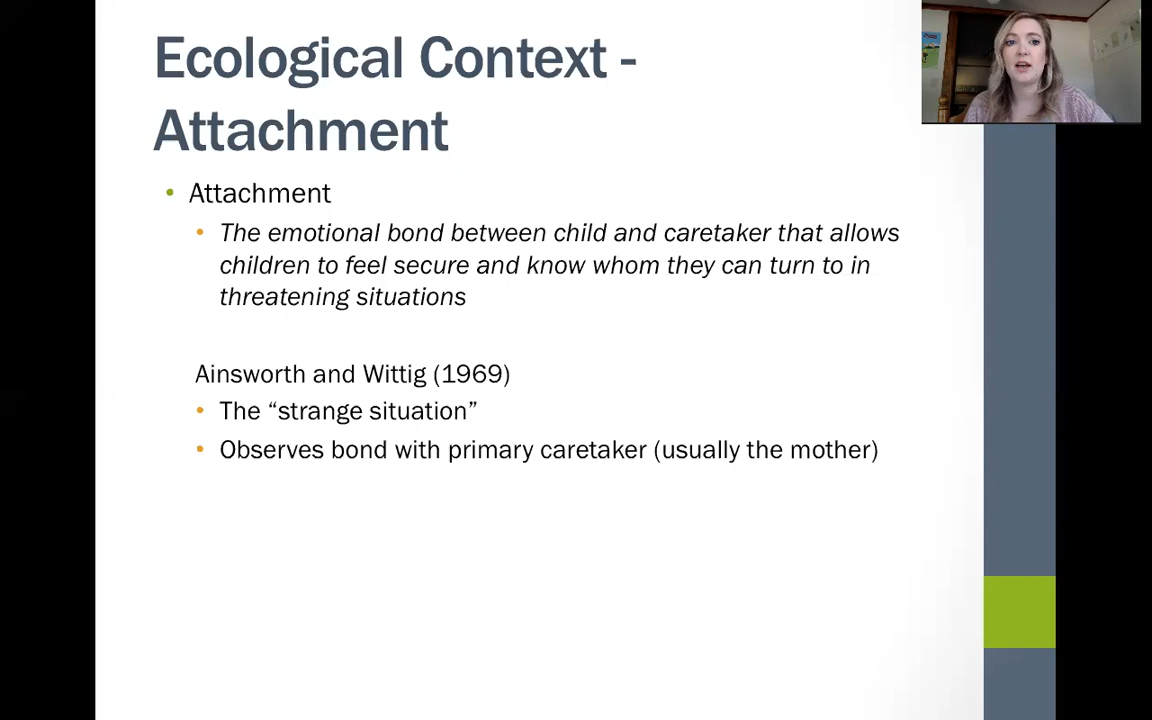 Ecological Context -
Attachment
• Attachment
• The emotional bond between child and caretaker that allows
children to feel secure and know whom they can turn to in
threatening situations
Ainsworth and Wittig (1969)
• The “strange situation”
• Observes bond with primary caretaker (usually the mother)